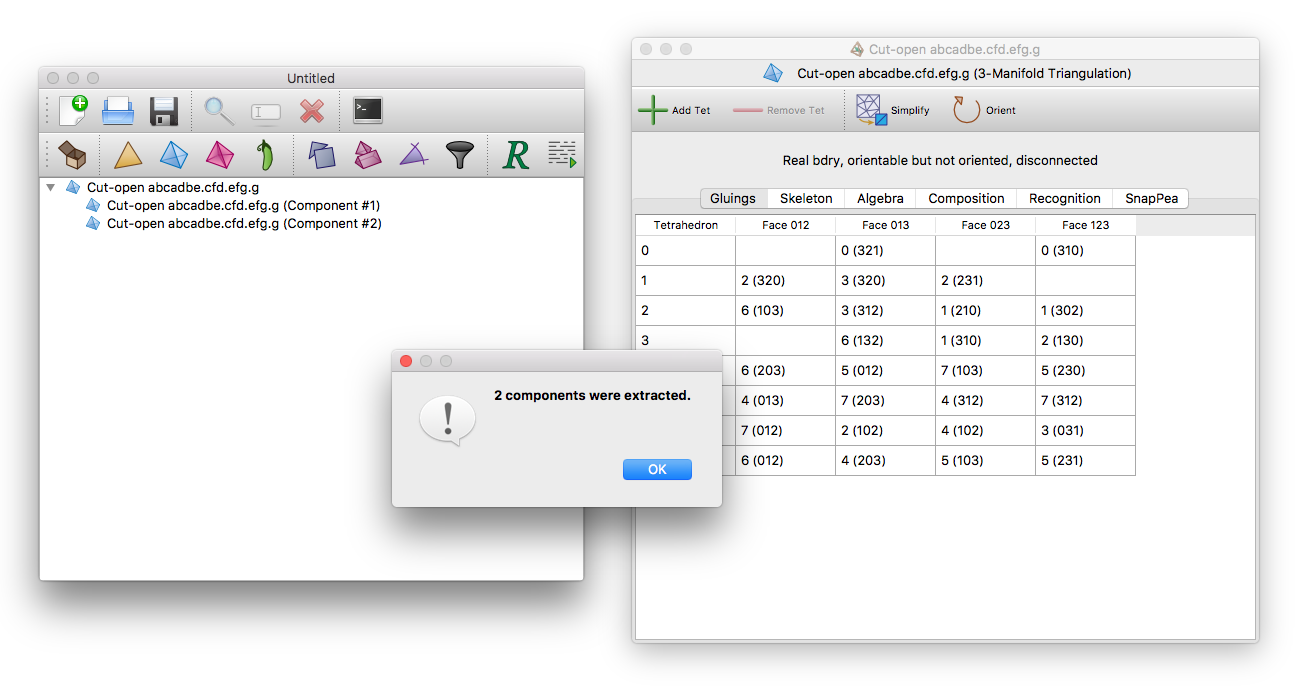 Untitled
>_
R
Cut-open abcadbe.cfd.efg.g
Cut-open abcadbe.cfd.efg.g (Component #1)
Cut-open abcadbe.cfd.efg.g (Component #2)
2 components were extracted.
OK
Cut-open abcadbe.cfd.efg.g
Cut-open abcadbe.cfd.efg.g (3-Manifold Triangulation)
Add Tet Remove Tet Simplify Orient
Real bdry, orientable but not oriented, disconnected
Gluings Skeleton Algebra Composition Recognition SnapPea
Tetrahedron Face 012 Face 013 Face 023 Face 123
0 0 (321) 0 (310)
1 2 (320) 3 (320) 2 (231)
2 6 (103) 3 (312) 1 (210) 1 (302)
3 6 (132) 1 (310) 2 (130)
6 (203) 5 (012) 7 (103) 5 (230)
4 (013) 7 (203) 4 (312) 7 (312)
7 (012) 2 (102) 4 (102) 3 (031)
6 (012) 4 (203) 5 (103) 5 (231)